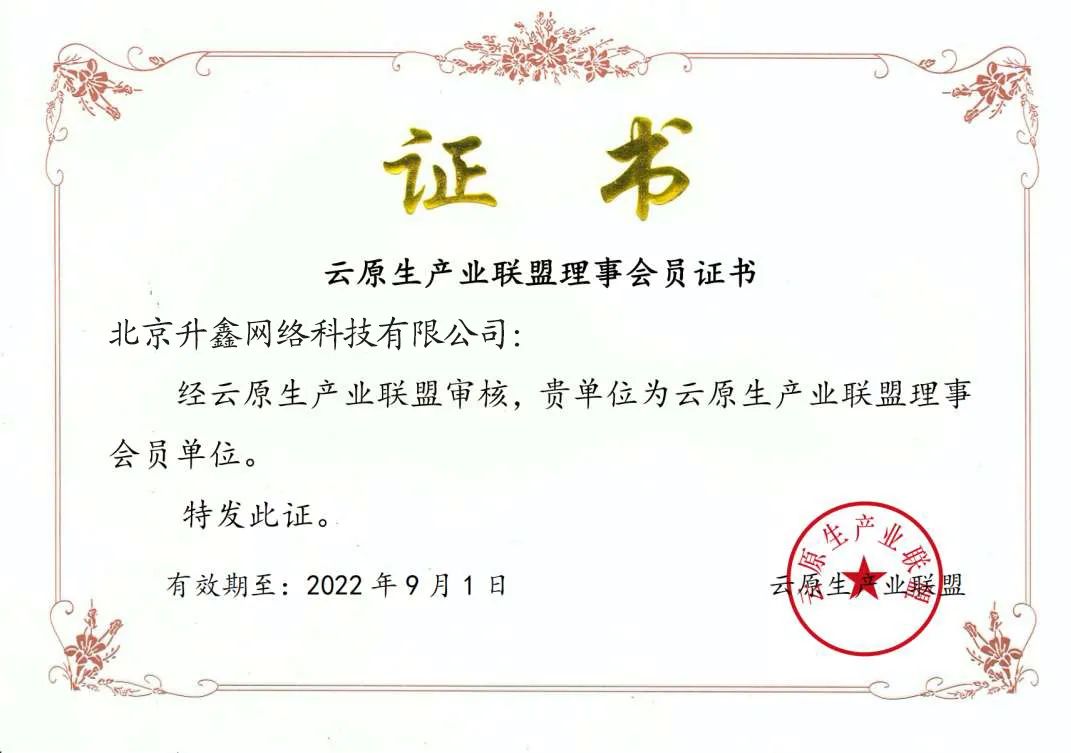 证 书
云原生产业联盟理事会员证书
北京升鑫网络科技有限公司：
经云原生产业联盟审核，贵单位为云原生产业联盟理事
会员单位。
特发此证。
有效期至：2022年9月1日
云原生产业联盟
云原生产业联盟